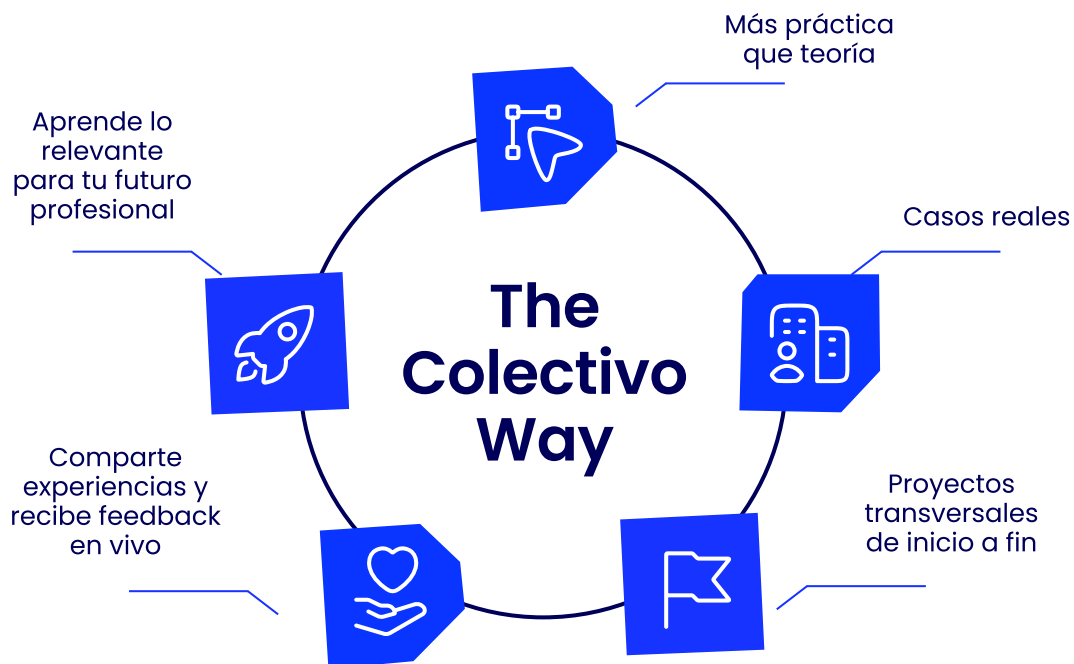 Más práctica
que teoría
Aprende lo
relevante
para tu futuro
profesional
Casos reales
The
Colectivo
Way
Comparte
experiencias y
recibe feedback
en vivo
Proyectos
transversales
de inicio a fin